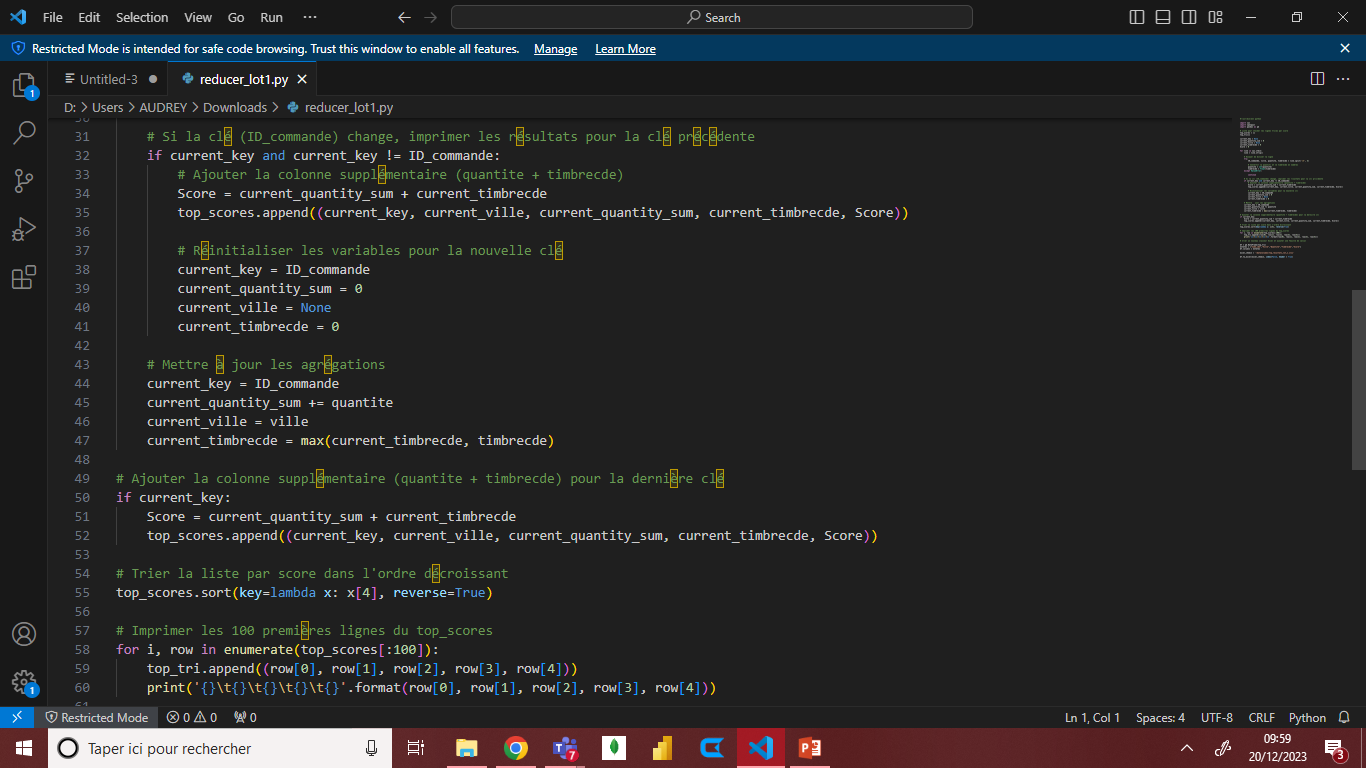 File Edit Selection View Go Run ··· Search
Restricted Mode is intended for safe code browsing. Trust this window to enable all features. Manage Learn More
Untitled-3 reducer_lot1.py
D: > Users > AUDREY > Downloads > reducer_lot1.py
31 # Si la clé (ID_commande) change, imprimer les résultats pour la clé précédente
32 if current_key and current_key != ID_commande:
33 # Ajouter la colonne supplémentaire (quantite + timbrecde)
34 Score = current_quantity_sum + current_timbrecde
35 top_scores.append((current_key, current_ville, current_quantity_sum, current_timbrecde, Score))
36
37 # Réinitialiser les variables pour la nouvelle clé
38 current_key = ID_commande
39 current_quantity_sum = 0
40 current_ville = None
41 current_timbrecde = 0
42
43 # Mettre à jour les agrégations
44 current_key = ID_commande
45 current_quantity_sum += quantite
46 current_ville = ville
47 current_timbrecde = max(current_timbrecde, timbrecde)
48
49 # Ajouter la colonne supplémentaire (quantite + timbrecde) pour la dernière clé
50 if current_key:
51 Score = current_quantity_sum + current_timbrecde
52 top_scores.append((current_key, current_ville, current_quantity_sum, current_timbrecde, Score))
53
54 # Trier la liste par score dans l'ordre décroissant
55 top_scores.sort(key=lambda x: x[4], reverse=True)
56
57 # Imprimer les 100 premières lignes du top_scores
58 for i, row in enumerate(top_scores[:100]):
59 top_tri.append((row[0], row[1], row[2], row[3], row[4]))
60 print('{}\t{}\t{}\t{}\t{}'.format(row[0], row[1], row[2], row[3], row[4]))
1
1
Restricted Mode 0 0 0 Ln 1, Col 1 Spaces: 4 UTF-8 CRLF Python
Taper ici pour rechercher 7 09:59
20/12/2023 3